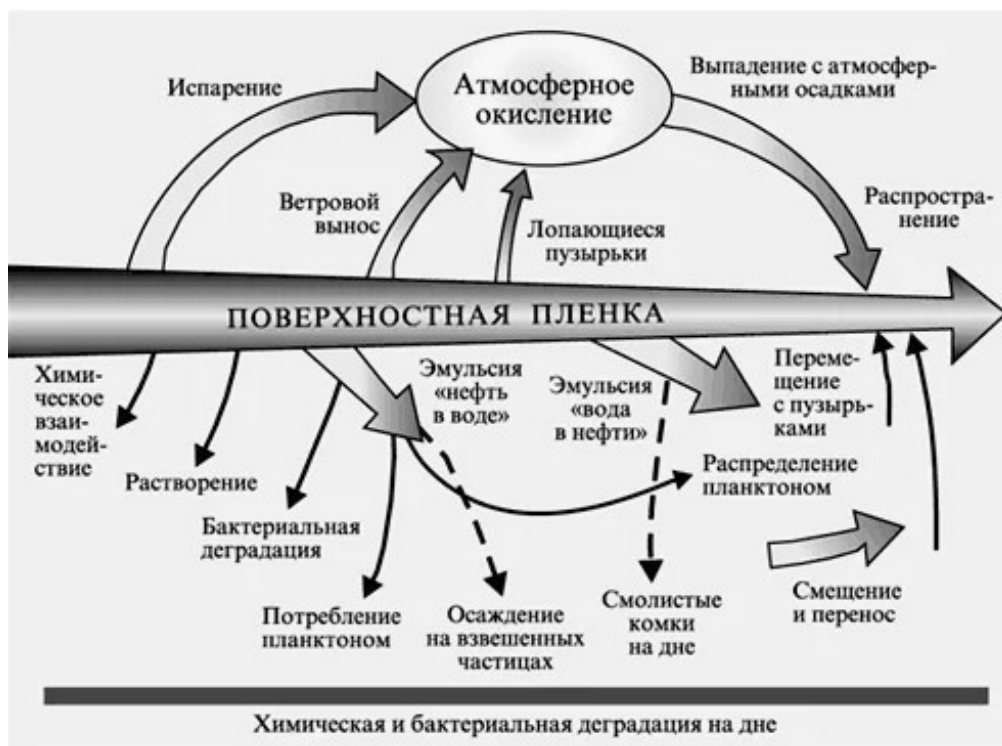 Испарение
Атмосферное
окисление
Выпадение с атмосфер-
ными осадками
Ветровой
вынос
Лопающиеся
пузырьки
Распростра-
нение
ПОВЕРХНОСТНАЯ ПЛЕНКА
Хими-
ческое
взаи-
модей-
ствие
Растворение
Бактериальная
деградация
Потребление
планктоном
Эмульсия
«нефть
в воде»
Осаждение
на взвешенных
частицах
Эмульсия
«вода
в нефти»
Смолистые
комки
на дне
Переме-
щение
с пузырь-
ками
Распределение
планктоном
Смещение
и перенос
Химическая и бактериальная деградация на дне